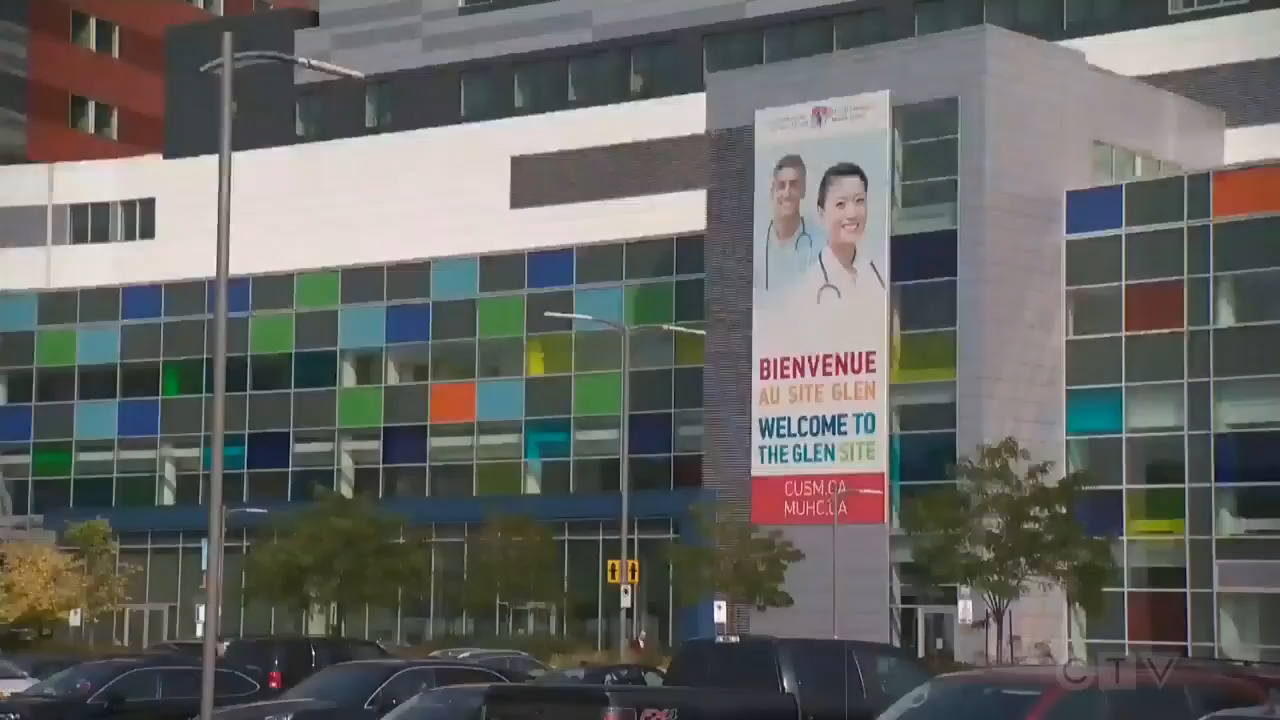 BIENVENUE
AU SITE GLEN
WELCOME TO
THE GLEN SITE
CUSM.CA
MUHC.CA
CTV